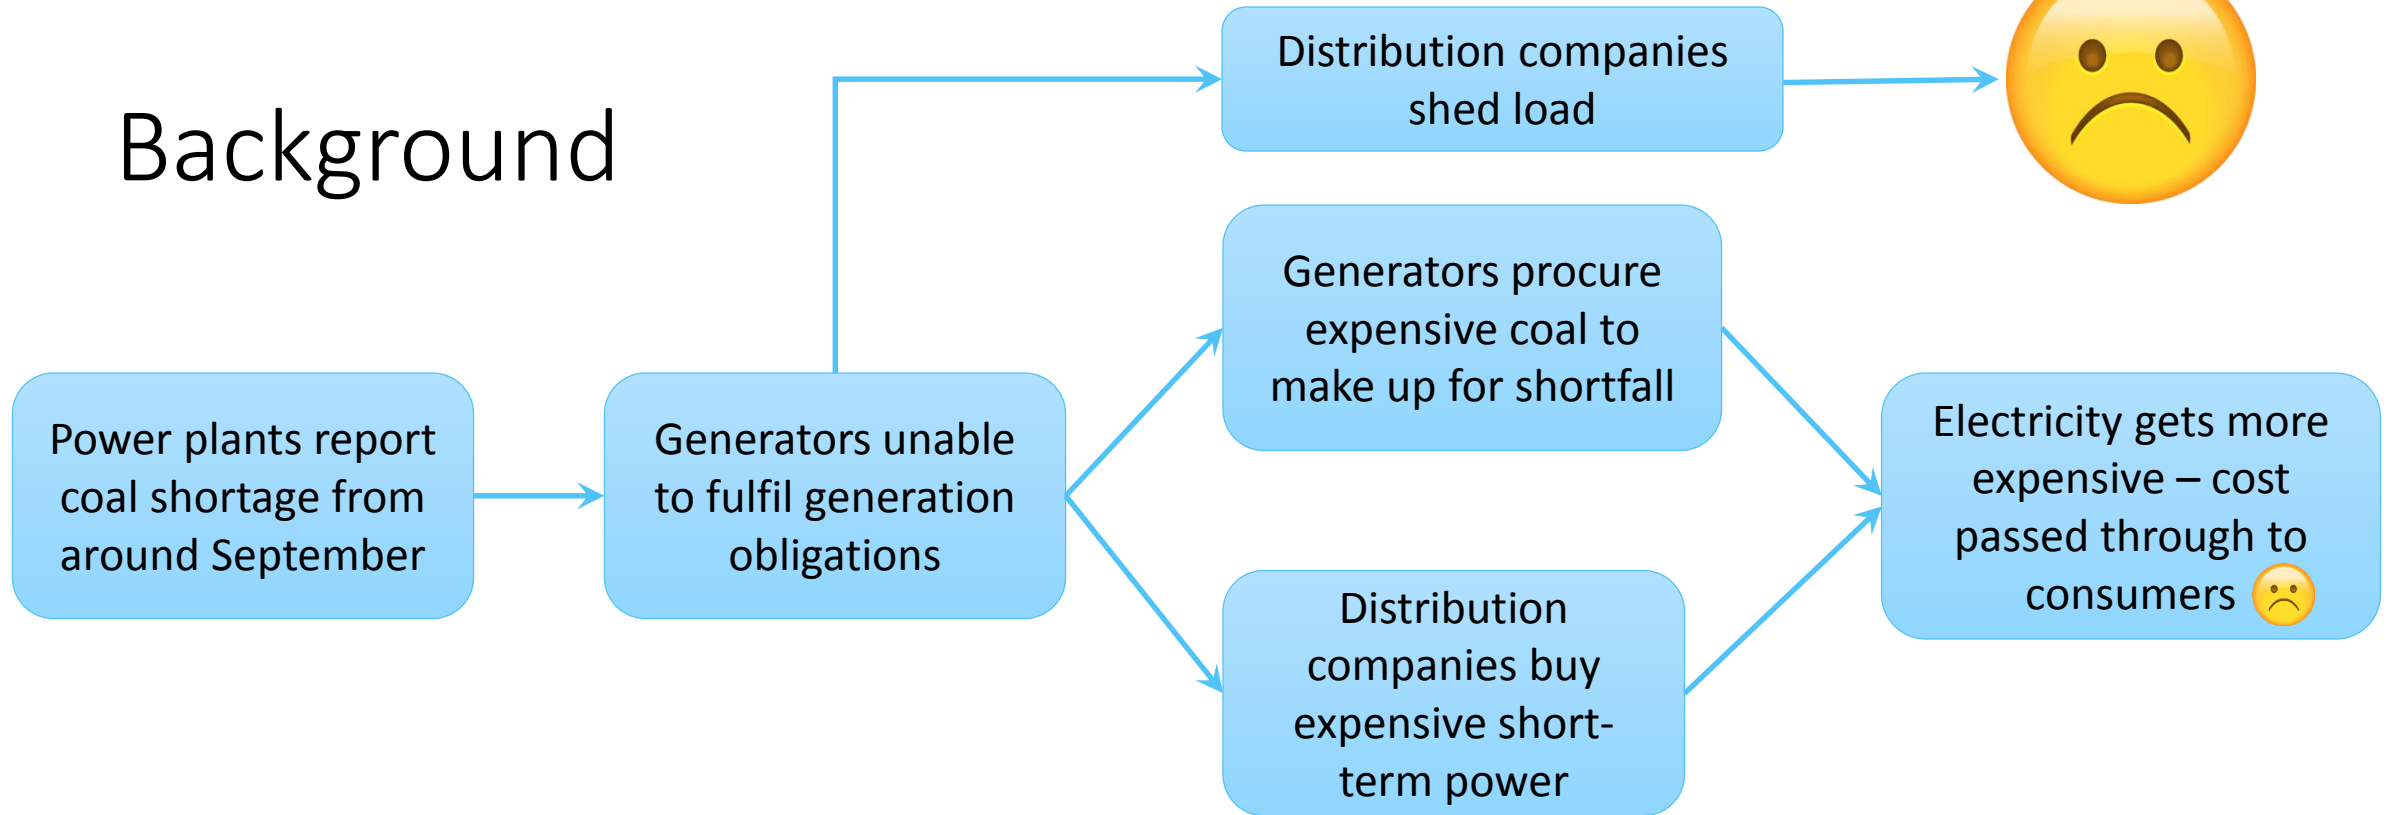 Background
Distribution companies
shed load
Generators procure
expensive coal to
make up for shortfall
Power plants report
coal shortage from
around September
Generators unable
to fulfil generation
obligations
Distribution
companies buy
expensive short-
term power
Electricity gets more
expensive – cost
passed through to
consumers ☹